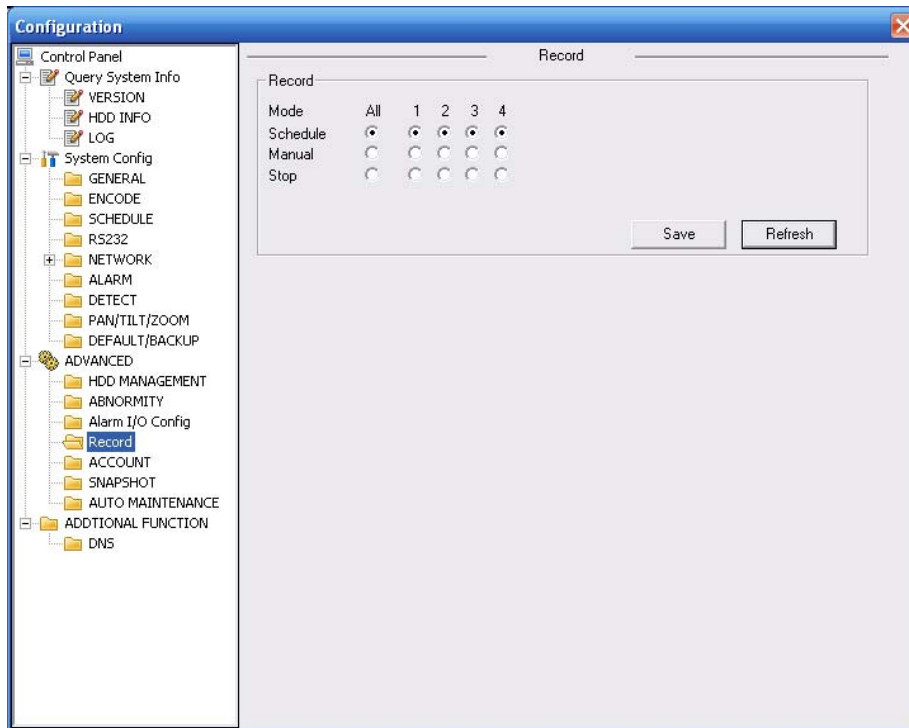 Configuration
Control Panel
Query System Info
VERSION
HDD INFO
LOG
System Config
GENERAL
ENCODE
SCHEDULE
RS232
NETWORK
ALARM
DETECT
PAN/TILT/ZOOM
DEFAULT/BACKUP
ADVANCED
HDD MANAGEMENT
ABNORMITY
Alarm I/O Config
Record
ACCOUNT
SNAPSHOT
AUTO MAINTENANCE
ADDTIONAL FUNCTION
DNS
Record
Record
Mode All 1 2 3 4
Schedule
Manual
Stop
Save Refresh